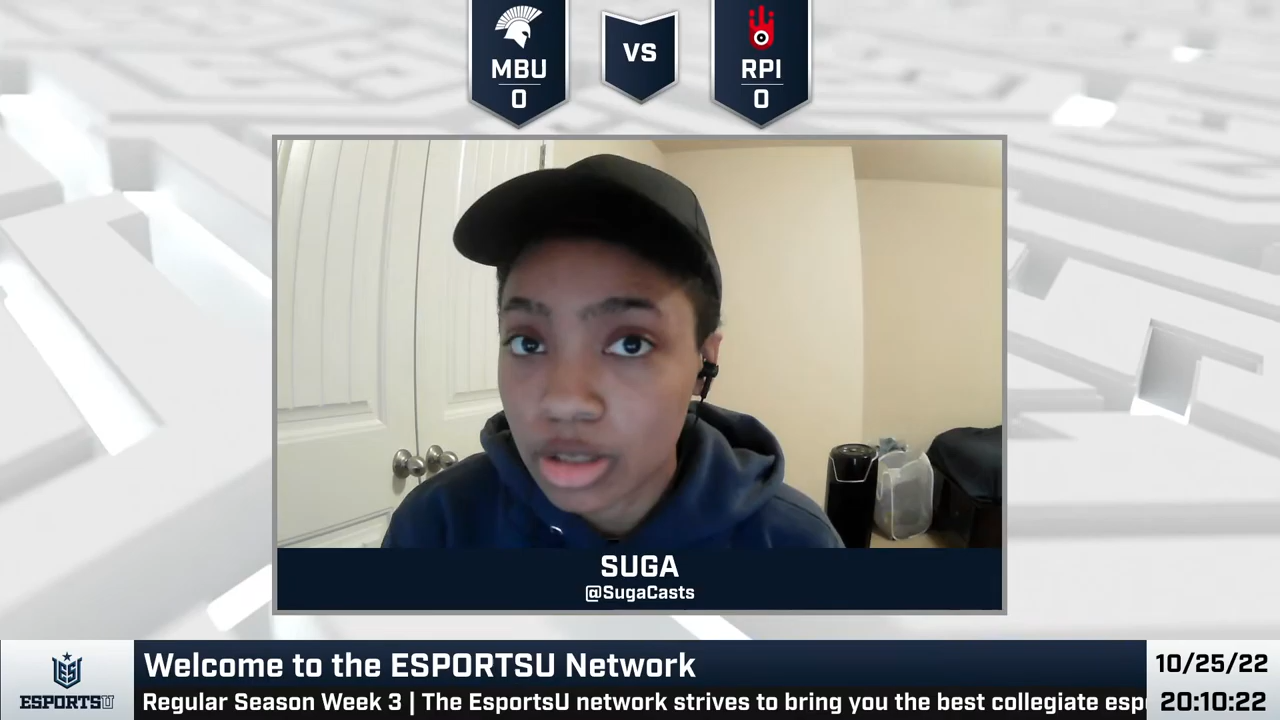 MBU
0
VS
RPI
0
SUGA
@SugaCasts
ESPORTSU
Welcome to the ESPORTSU Network
Regular Season Week 3 | The EsportsU network strives to bring you the best collegiate esp
10/25/22
20:10:22